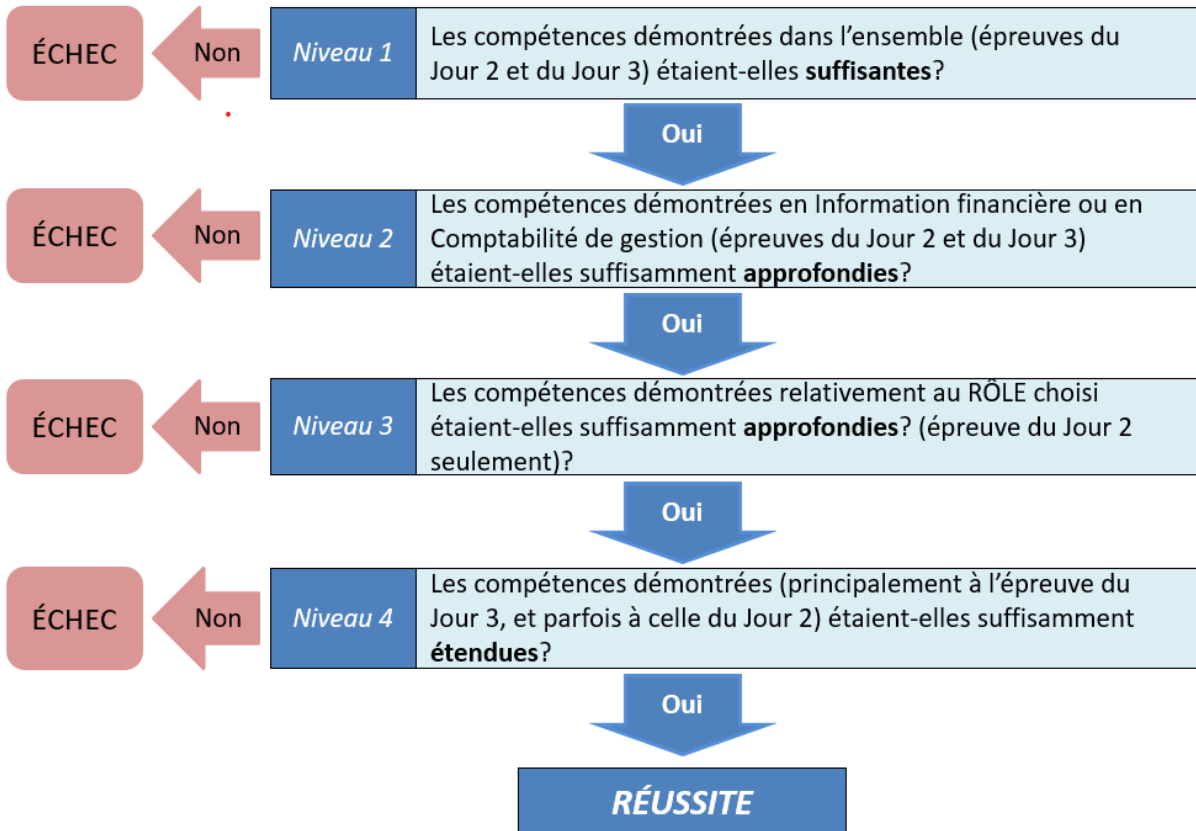 ÉCHEC
Non
Niveau 1
Les compétences démontrées dans l'ensemble (épreuves du
Jour 2 et du Jour 3) étaient-elles suffisantes?
Oui
ÉCHEC
Non
Niveau 2
Les compétences démontrées en Information financière ou en
Comptabilité de gestion (épreuves du Jour 2 et du Jour 3)
étaient-elles suffisamment approfondies?
Oui
ÉCHEC
Non
Niveau 3
Les compétences démontrées relativement au RÔLE choisi
étaient-elles suffisamment approfondies? (épreuve du Jour 2
seulement)?
Oui
ÉCHEC
Non
Niveau 4
Les compétences démontrées (principalement à l'épreuve du
Jour 3, et parfois à celle du Jour 2) étaient-elles suffisamment
étendues?
Oui
RÉUSSITE